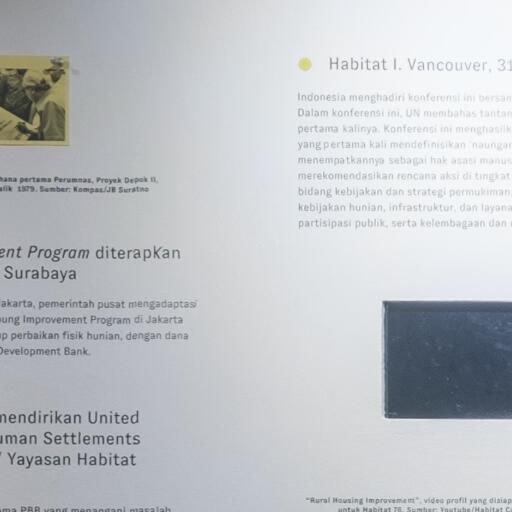 hana pertama Perumnas, Proyek Depok II,
alik 1979. Sumber: Kompas/JB Suratno
ent Program diterapkan
Surabaya
akarta, pemerintah pusat mengadaptasi
ung Improvement Program di Jakarta
p perbaikan fisik hunian, dengan dana
Development Bank.
mendirikan United
uman Settlements
/ Yayasan Habitat
ma PBB yang menangani masalah
Habitat I. Vancouver, 31
Indonesia menghadiri konferensi ini bersam
Dalam konferensi ini, UN membahas tantan
pertama kalinya. Konferensi ini menghasilk
yang pertama kali mendefinisikan 'naungan
menempatkannya sebagai hak asasi manus
merekomendasikan rencana aksi di tingkat
bidang kebijakan dan strategi permukiman,
kebijakan hunian, infrastruktur, dan layana
partisipasi publik, serta kelembagaan dan
"Rural Housing Improvement", video profil yang disiap
untuk Habitat 76. Sumber: Youtube/Habitat C